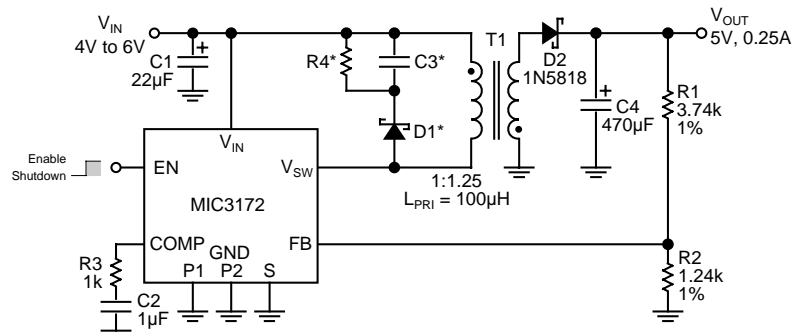 VIN
4V to 6V
C1
22µF
R4*
C3*
D1*
T1
D2
1N5818
VOUT
5V, 0.25A
R1
3.74k
1%
C4
470µF
VIN
Enable
Shutdown
EN
VSW
MIC3172
1:1.25
LPRI = 100µH
COMP
GND
FB
P1
P2
S
R3
1k
C2
1µF
R2
1.24k
1%